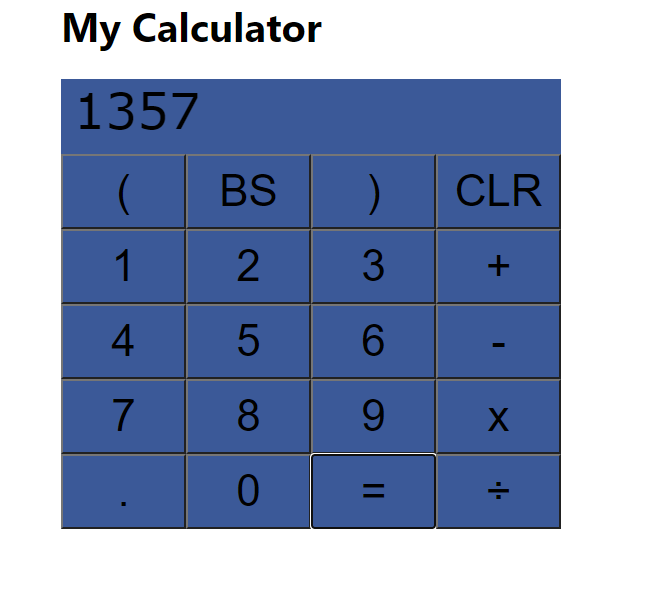 My Calculator
1357
( BS ) CLR
1 2 3 +
4 5 6 -
7 8 9 x
. 0 = ÷